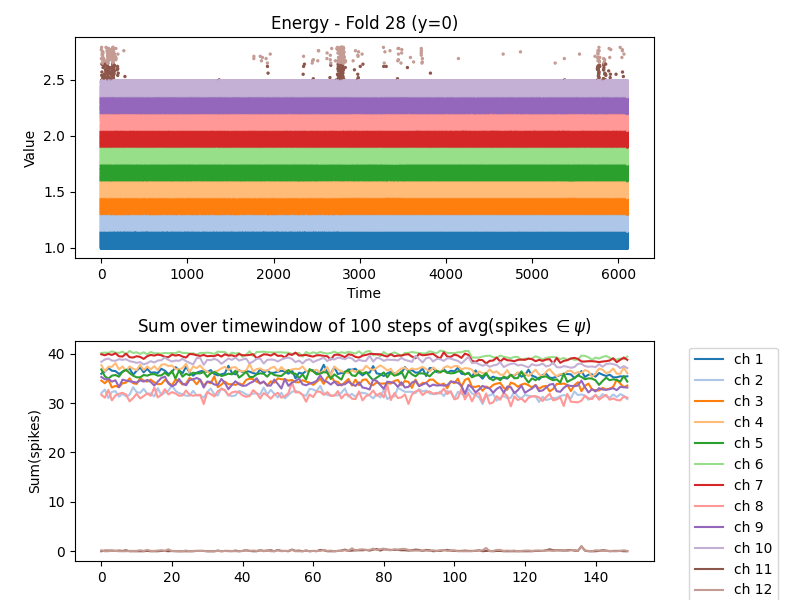 Energy - Fold 28 (y=0)
2.5
2.0
1.5
1.0
Value
0 1000 2000 3000 4000 5000 6000
Time
Sum over timewindow of 100 steps of avg(spikes ∈ ψ)
40
30
20
10
0
Sum(spikes)
0 20 40 60 80 100 120 140
ch 1
ch 2
ch 3
ch 4
ch 5
ch 6
ch 7
ch 8
ch 9
ch 10
ch 11
ch 12